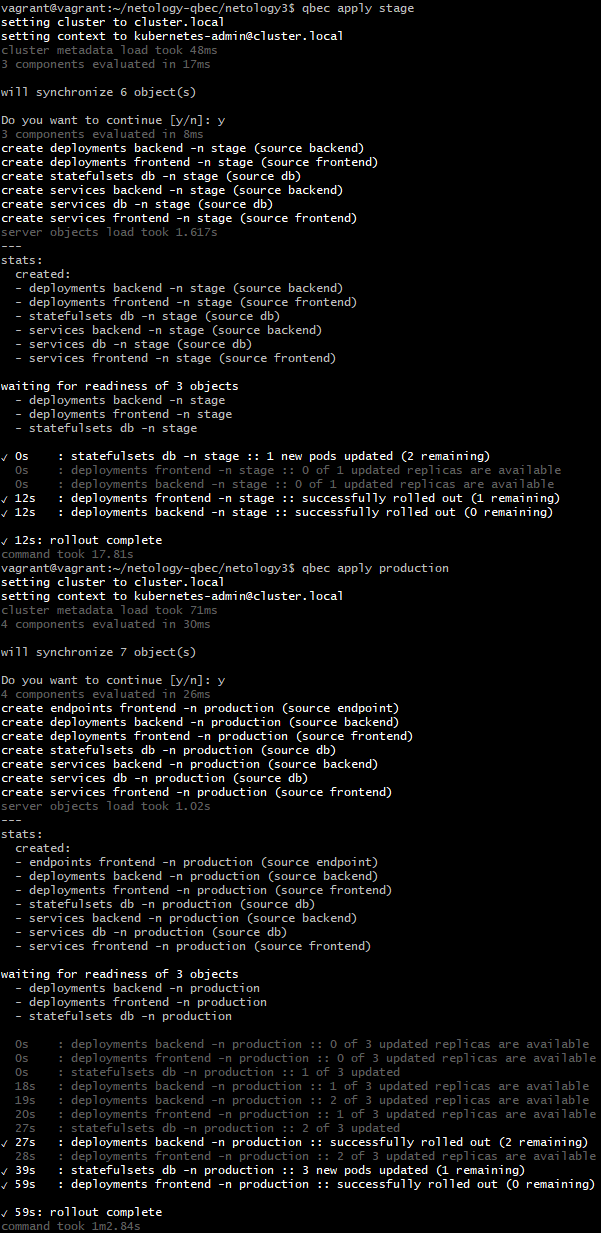 vagrant@vagrant:~/netology-qbec/netology3$ qbec apply stage
setting cluster to cluster.local
setting context to kubernetes-admin@cluster.local
cluster metadata load took 48ms
3 components evaluated in 17ms

will synchronize 6 object(s)

Do you want to continue [y/n]: y
3 components evaluated in 8ms
create deployments backend -n stage (source backend)
create deployments frontend -n stage (source frontend)
create statefulsets db -n stage (source db)
create services backend -n stage (source backend)
create services db -n stage (source db)
create services frontend -n stage (source frontend)
server objects load took 1.617s
---
stats:
  created:
  - deployments backend -n stage (source backend)
  - deployments frontend -n stage (source frontend)
  - statefulsets db -n stage (source db)
  - services backend -n stage (source backend)
  - services db -n stage (source db)
  - services frontend -n stage (source frontend)

waiting for readiness of 3 objects
  - deployments backend -n stage
  - deployments frontend -n stage
  - statefulsets db -n stage

✓ 0s    : statefulsets db -n stage :: 1 new pods updated (2 remaining)
  0s    : deployments frontend -n stage :: 0 of 1 updated replicas are available
  0s    : deployments backend -n stage :: 0 of 1 updated replicas are available
✓ 12s   : deployments frontend -n stage :: successfully rolled out (1 remaining)
✓ 12s   : deployments backend -n stage :: successfully rolled out (0 remaining)

✓ 12s: rollout complete
command took 17.81s
vagrant@vagrant:~/netology-qbec/netology3$ qbec apply production
setting cluster to cluster.local
setting context to kubernetes-admin@cluster.local
cluster metadata load took 71ms
4 components evaluated in 30ms

will synchronize 7 object(s)

Do you want to continue [y/n]: y
4 components evaluated in 26ms
create endpoints frontend -n production (source endpoint)
create deployments backend -n production (source backend)
create deployments frontend -n production (source frontend)
create statefulsets db -n production (source db)
create services backend -n production (source backend)
create services db -n production (source db)
create services frontend -n production (source frontend)
server objects load took 1.02s
---
stats:
  created:
  - endpoints frontend -n production (source endpoint)
  - deployments backend -n production (source backend)
  - deployments frontend -n production (source frontend)
  - statefulsets db -n production (source db)
  - services backend -n production (source backend)
  - services db -n production (source db)
  - services frontend -n production (source frontend)

waiting for readiness of 3 objects
  - deployments backend -n production
  - deployments frontend -n production
  - statefulsets db -n production

  0s    : deployments backend -n production :: 0 of 3 updated replicas are available
  0s    : deployments frontend -n production :: 0 of 3 updated replicas are available
  0s    : statefulsets db -n production :: 1 of 3 updated
  18s   : deployments backend -n production :: 1 of 3 updated replicas are available
  19s   : deployments backend -n production :: 2 of 3 updated replicas are available
  20s   : deployments frontend -n production :: 1 of 3 updated replicas are available
  27s   : statefulsets db -n production :: 2 of 3 updated
✓ 27s   : deployments backend -n production :: successfully rolled out (2 remaining)
  28s   : deployments frontend -n production :: 2 of 3 updated replicas are available
✓ 39s   : statefulsets db -n production :: 3 new pods updated (1 remaining)
✓ 59s   : deployments frontend -n production :: successfully rolled out (0 remaining)

✓ 59s: rollout complete
command took 1m2.84s